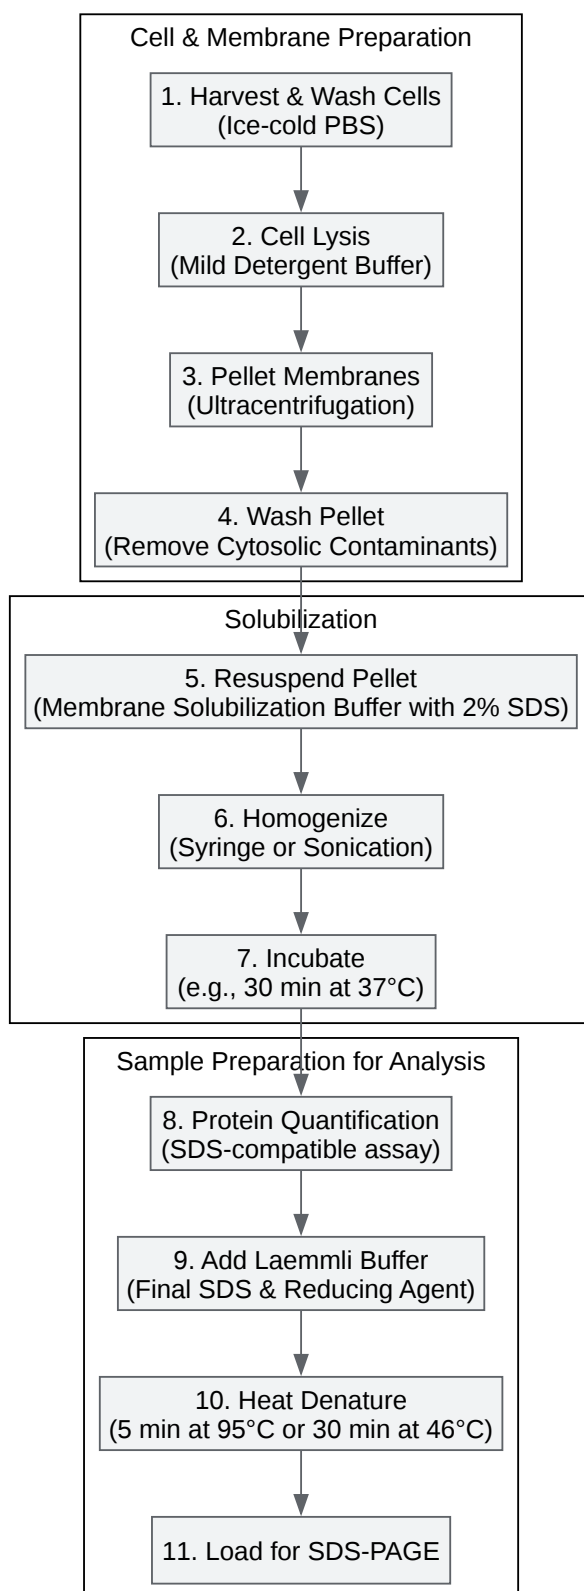 Cell & Membrane Preparation
1. Harvest & Wash Cells
(Ice-cold PBS)
2. Cell Lysis
(Mild Detergent Buffer)
3. Pellet Membranes
(Ultracentrifugation)
4. Wash Pellet
(Remove Cytosolic Contaminants)
Solubilization
5. Resuspend Pellet
(Membrane Solubilization Buffer with 2% SDS)
6. Homogenize
(Syringe or Sonication)
7. Incubate
(e.g., 30 min at 37°C)
Sample Preparation for Analysis
8. Protein Quantification
(SDS-compatible assay)
9. Add Laemmli Buffer
(Final SDS & Reducing Agent)
10. Heat Denature
(5 min at 95°C or 30 min at 46°C)
11. Load for SDS-PAGE